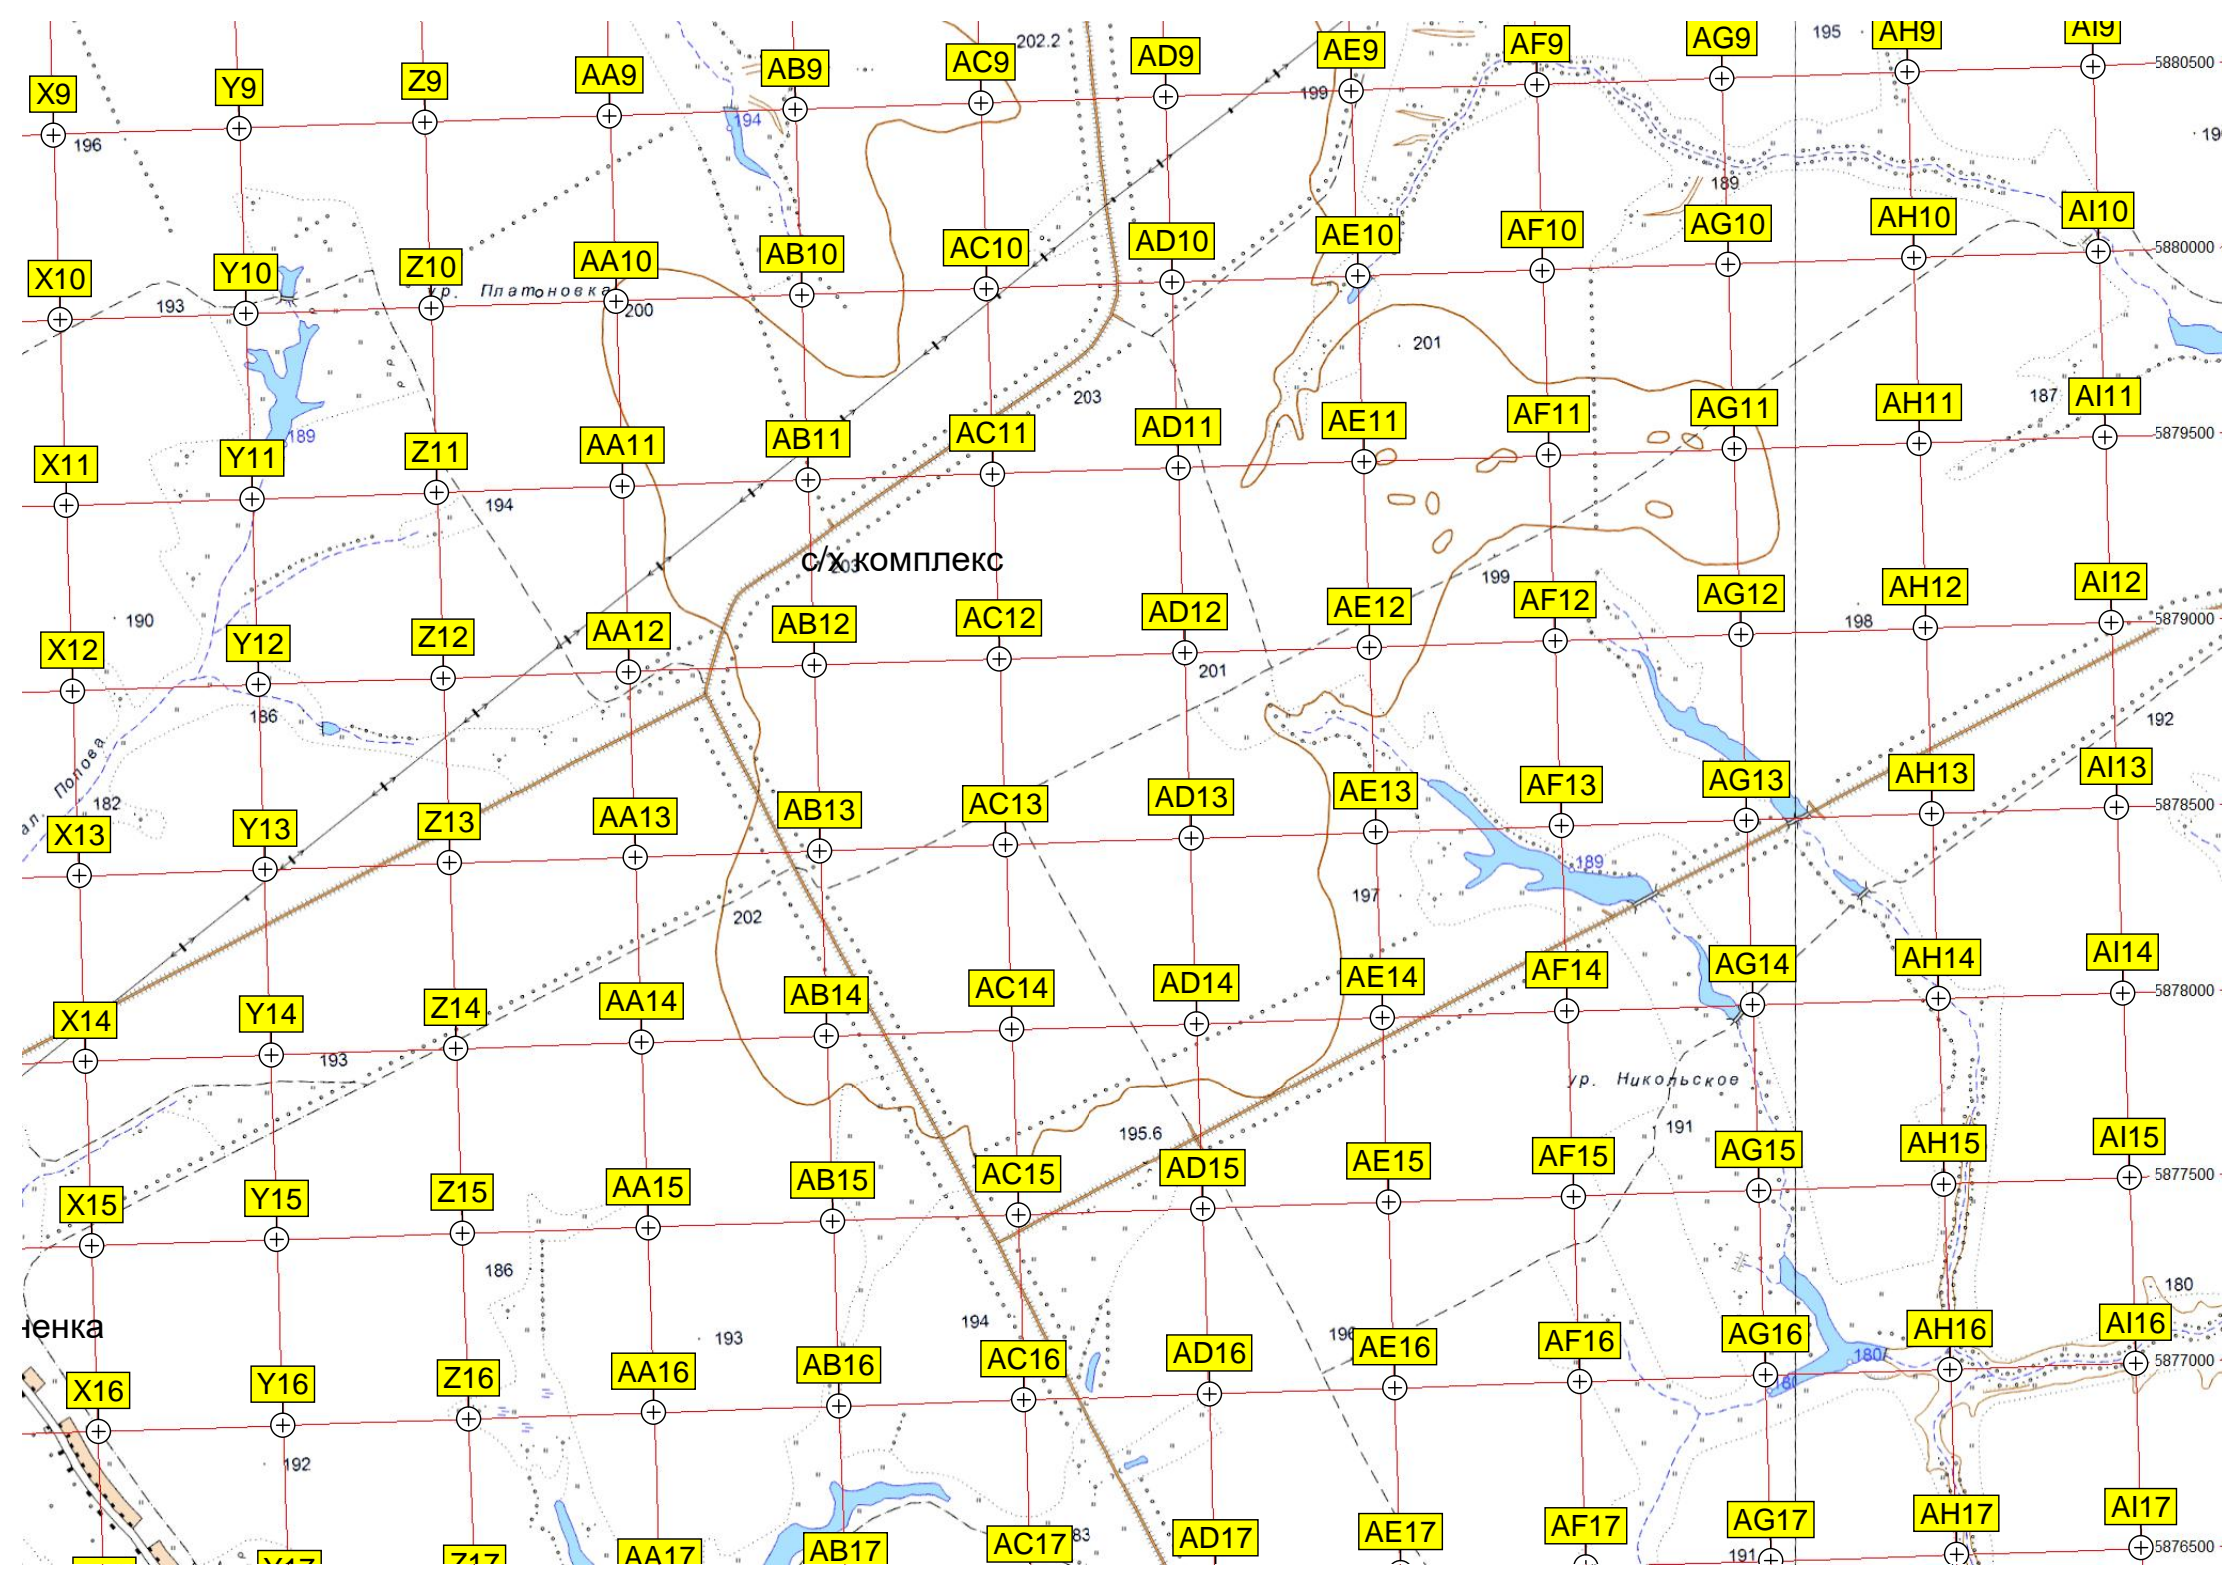 AI9
AH9
195
AG9
AF9
202.2
AE9
AD9
AC9
5880500
AB9
AA9
Z9
Y9
X9
199
194
196
189
AI10
AH10
AG10
AF10
AE10
AD10
AC10
5880000
AB10
AA10
Z10
Y10
X10
193
ур. Платоновка
200
201
203
187
AI11
AH11
AG11
AF11
AE11
AD11
AC11
5879500
AB11
189
AA11
Z11
Y11
X11
194
с/х комплекс
203
199
AI12
AH12
AG12
AF12
AE12
AD12
AC12
5879000
190
198
AB12
AA12
Z12
Y12
X12
201
186
192
Попова
AI13
AH13
AG13
AF13
AE13
AD13
AC13
5878500
182
AB13
AA13
Z13
Y13
X13
189
197
202
AI14
AH14
AG14
AF14
AE14
AD14
AC14
5878000
AB14
AA14
Z14
Y14
X14
193
ур. Никольское
191
195.6
AI15
AH15
AG15
AF15
AE15
AD15
AC15
5877500
AB15
AA15
Z15
Y15
X15
186
180
194
193
196
AI16
AH16
AG16
AF16
AE16
AD16
AC16
180
5877000
AB16
AA16
Z16
Y16
X16
180
192
AI17
AH17
AG17
AF17
AE17
AD17
AC17
83
5876500
AB17
AA17
Z17
Y17
191